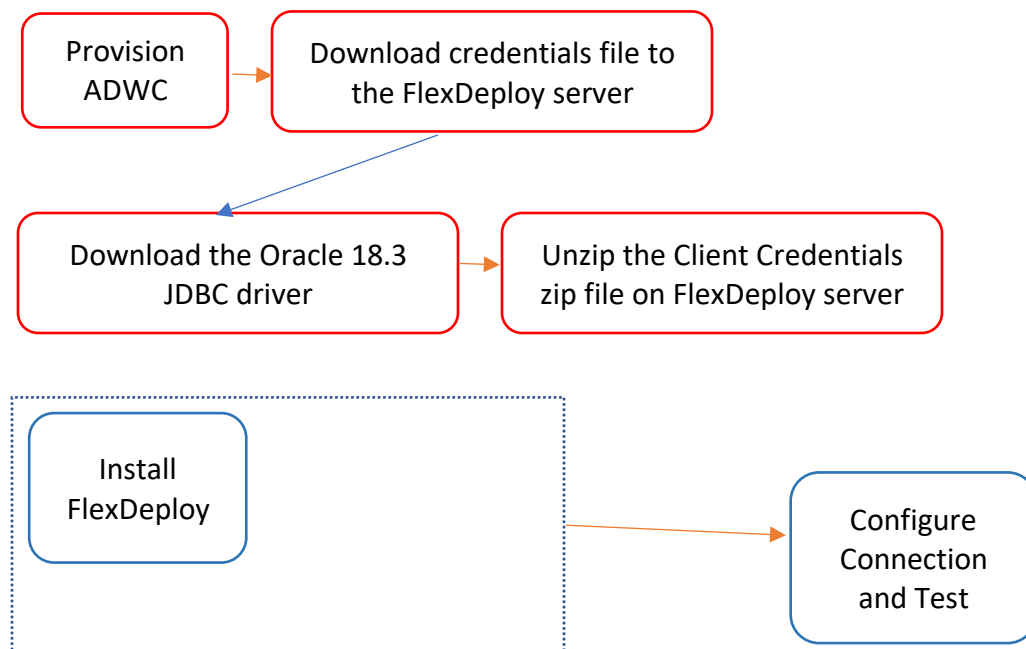 Provision
ADWC
Download credentials file to
the FlexDeploy server
Download the Oracle 18.3
JDBC driver
Unzip the Client Credentials
zip file on FlexDeploy server
Install
FlexDeploy
Configure
Connection
and Test